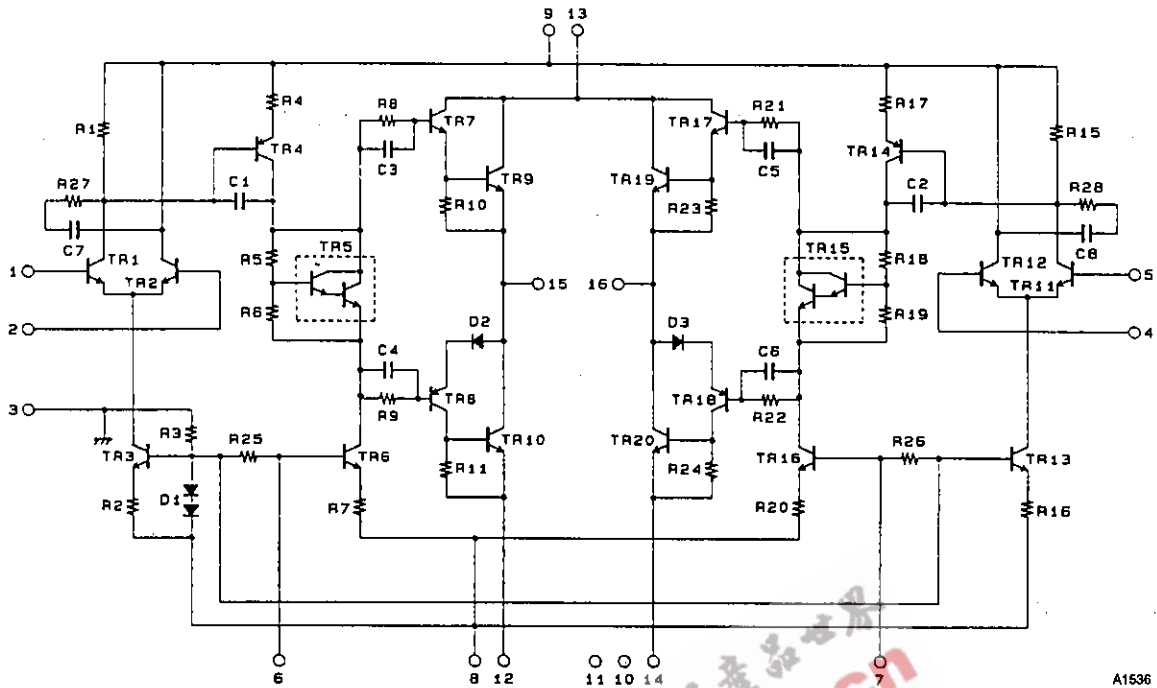 9 13
R4 R8 R21 R17
R1 TR7 TR17 R15
TR4 C3 C5 TR14
R27 C1 TR9 TR19 C2 R28
R10 R23
C7 TR5 TR15 C8
1 TR1 TR2 R5 R18 TR12 TR11 5
15 16
R6 R19
2 D2 D3 4
C4 C6
3 R3 R9 TR8 TR18 R22
TR3 R25 TR6 TR10 TR20 TR16 R26 TR13
R2 D1 R7 R11 R24 R20 R16
6 8 12 11 10 14 7
A1536